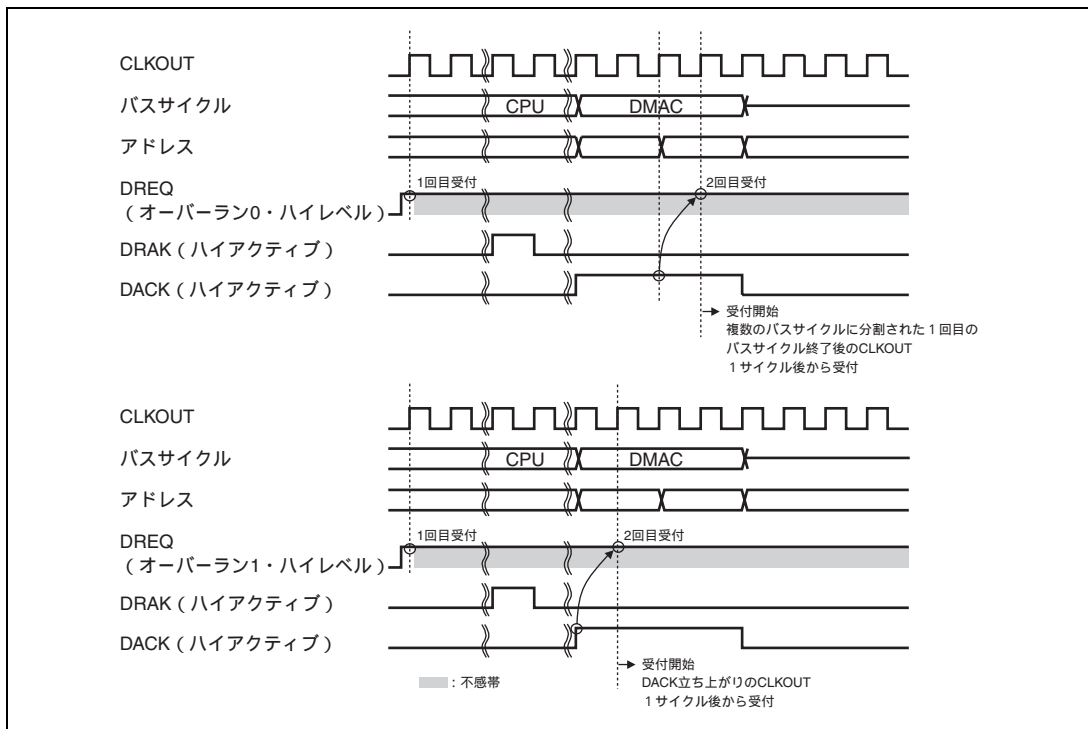 CLKOUT
バスサイクル
CPU
DMAC
アドレス
DREQ
1回目受付
2回目受付
(オーバーラン0・ハイレベル)
DRAK(ハイアクティブ)
DACK(ハイアクティブ)
受付開始
複数のバスサイクルに分割された1回目の
バスサイクル終了後のCLKOUT
1サイクル後から受付
CLKOUT
バスサイクル
CPU
DMAC
アドレス
DREQ
1回目受付
2回目受付
(オーバーラン1・ハイレベル)
DRAK(ハイアクティブ)
DACK(ハイアクティブ)
受付開始
:不感帯
DACK立ち上がりのCLKOUT
1サイクル後から受付